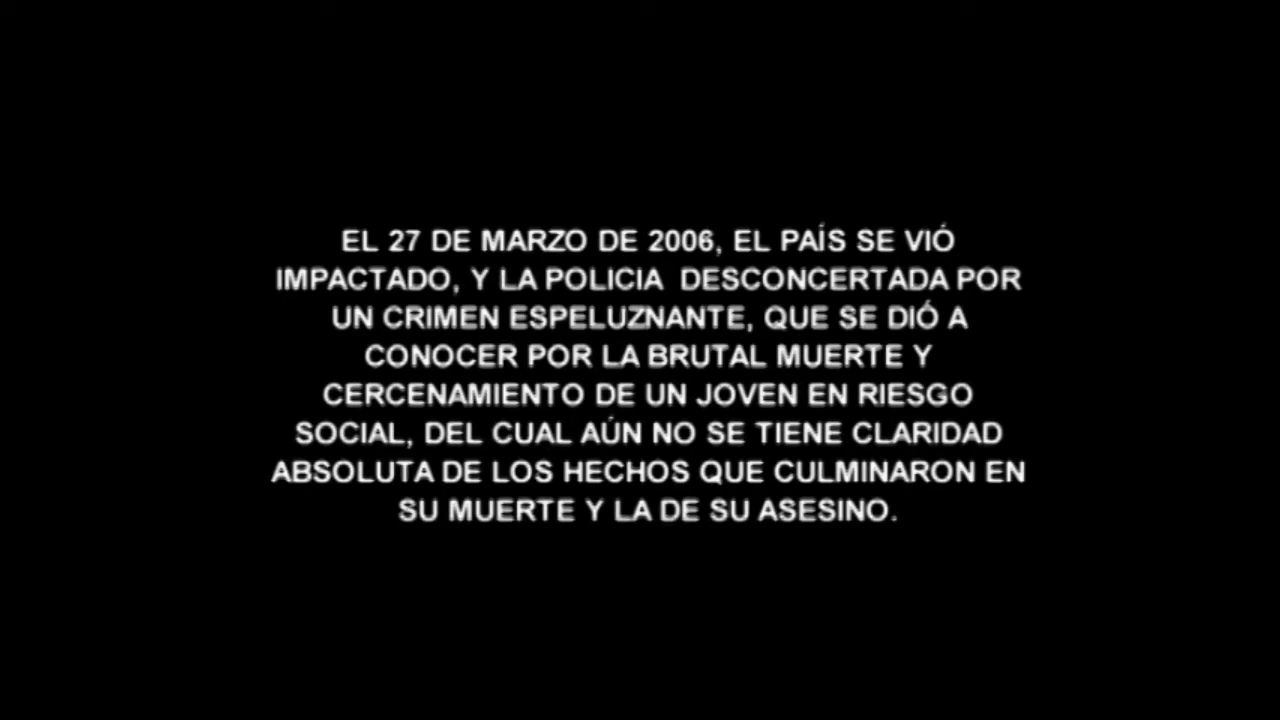 EL 27 DE MARZO DE 2006, EL PAÍS SE VIÓ
IMPACTADO, Y LA POLICIA DESCONCERTADA POR
UN CRIMEN ESPELUZNANTE, QUE SE DIÓ A
CONOCER POR LA BRUTAL MUERTE Y
CERCENAMIENTO DE UN JOVEN EN RIESGO
SOCIAL, DEL CUAL AÚN NO SE TIENE CLARIDAD
ABSOLUTA DE LOS HECHOS QUE CULMINARON EN
SU MUERTE Y LA DE SU ASESINO.